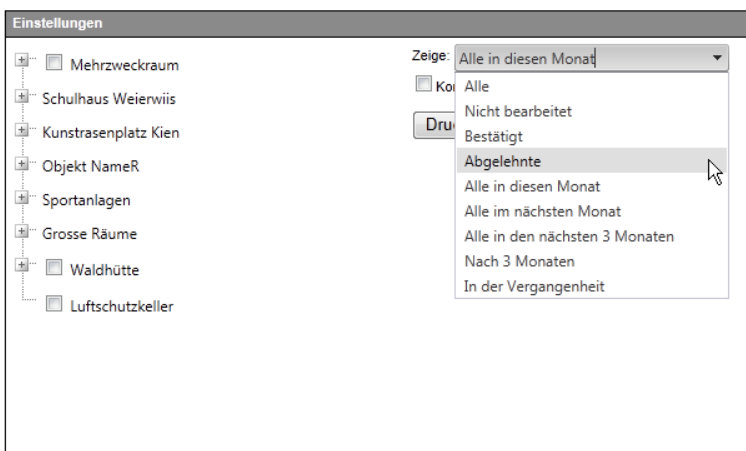 Einstellungen
Mehrzweckraum
Schulhaus Weierwiis
Kunstrasenplatz Kien
Objekt NameR
Sportanlagen
Grosse Räume
Waldhütte
Luftschutzkeller
Zeige: Alle in diesen Monat
Alle
Nicht bearbeitet
Bestätigt
Abgelehnte
Alle in diesen Monat
Alle im nächsten Monat
Alle in den nächsten 3 Monaten
Nach 3 Monaten
In der Vergangenheit